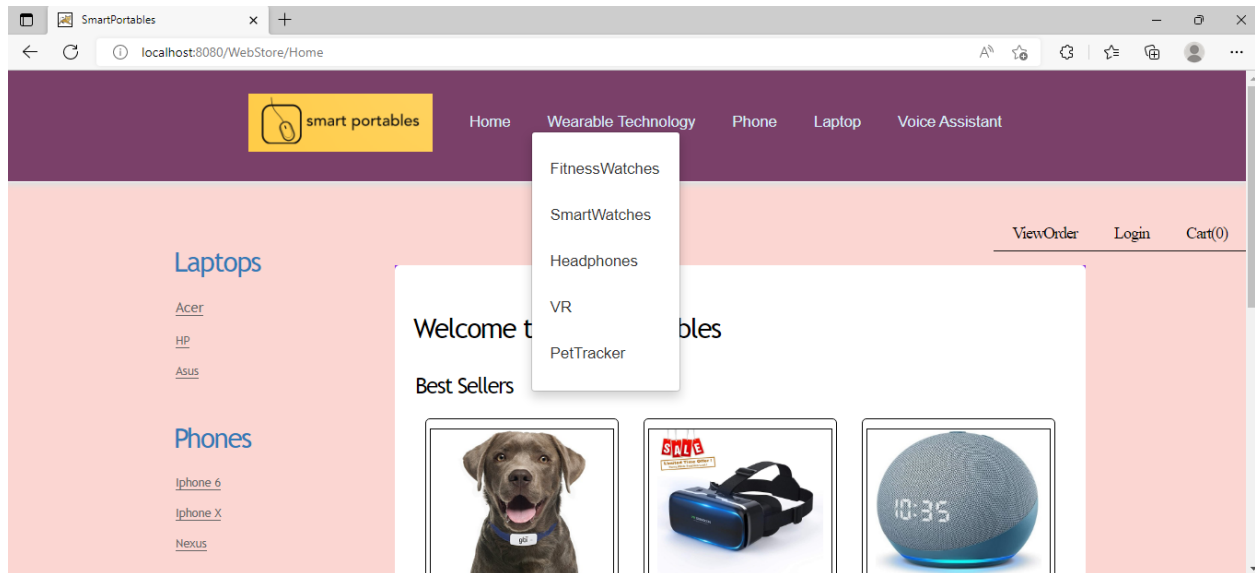 SmartPortables
localhost:8080/WebStore/Home
smart portables
Home
Wearable Technology
Phone
Laptop
Voice Assistant
FitnessWatches
SmartWatches
Headphones
VR
PetTracker
ViewOrder
Login
Cart(0)
Laptops
Acer
HP
Asus
Phones
Iphone 6
Iphone X
Nexus
Welcome t bles
Best Sellers
SALE
10:35
gbi